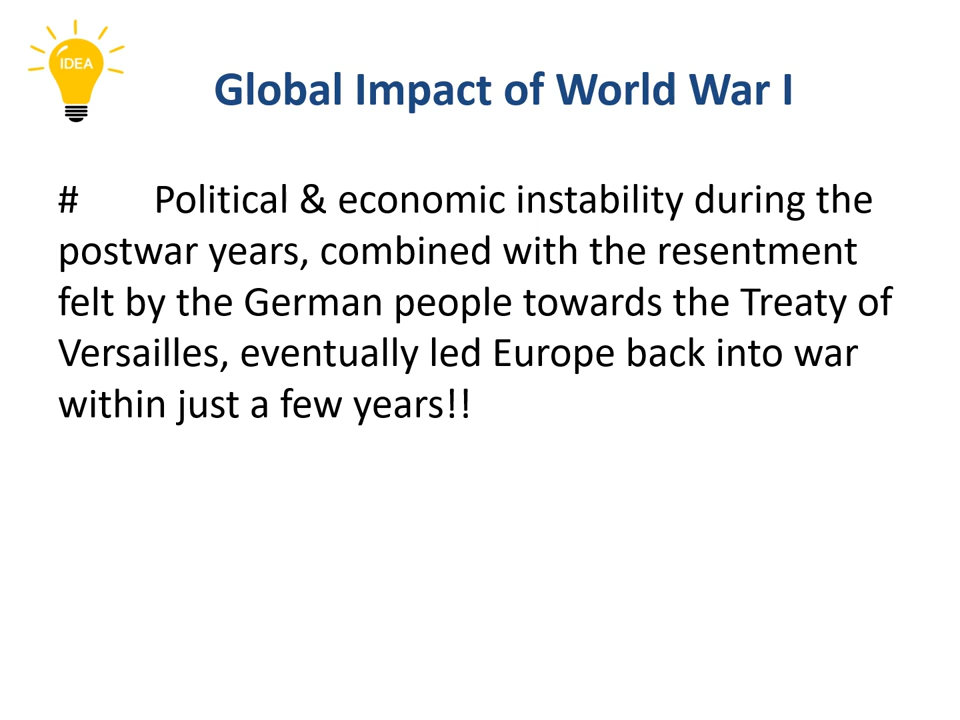 IDEA
Global Impact of World War I
# Political & economic instability during the
postwar years, combined with the resentment
felt by the German people towards the Treaty of
Versailles, eventually led Europe back into war
within just a few years!!